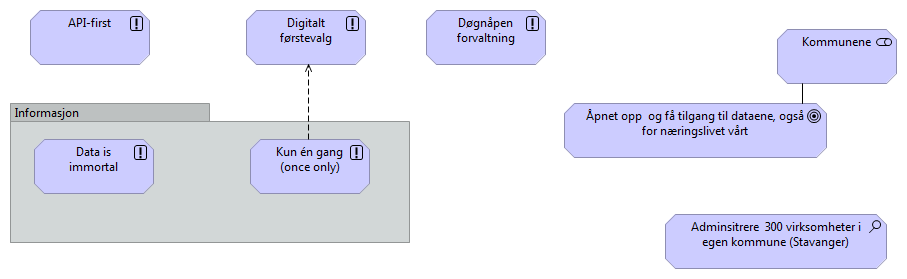 API-first
Digitalt
førstevalg
Døgnåpen
forvaltning
Kommunene
Informasjon
Åpnet opp og få tilgang til dataene, også
for næringslivet vårt
Data is
immortal
Kun én gang
(once only)
Adminsitrere 300 virksomheter i
egen kommune (Stavanger)